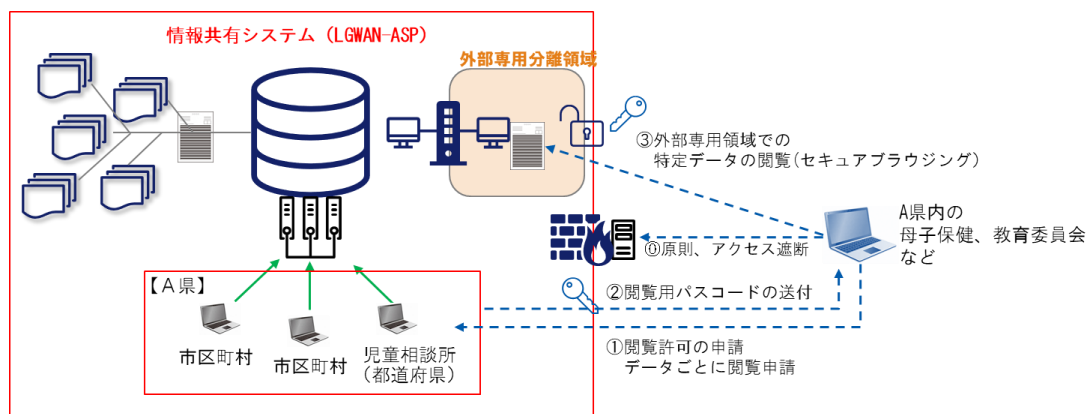 情報共有システム（LGWAN-ASP）
外部専用分離領域
③外部専用領域での
特定データの閲覧（セキュアブラウジング）
A県内の
母子保健、教育委員会
など
⓪原則、アクセス遮断
【A県】
②閲覧用パスコードの送付
市区町村
市区町村
児童相談所
（都道府県）
①閲覧許可の申請
データごとに閲覧申請